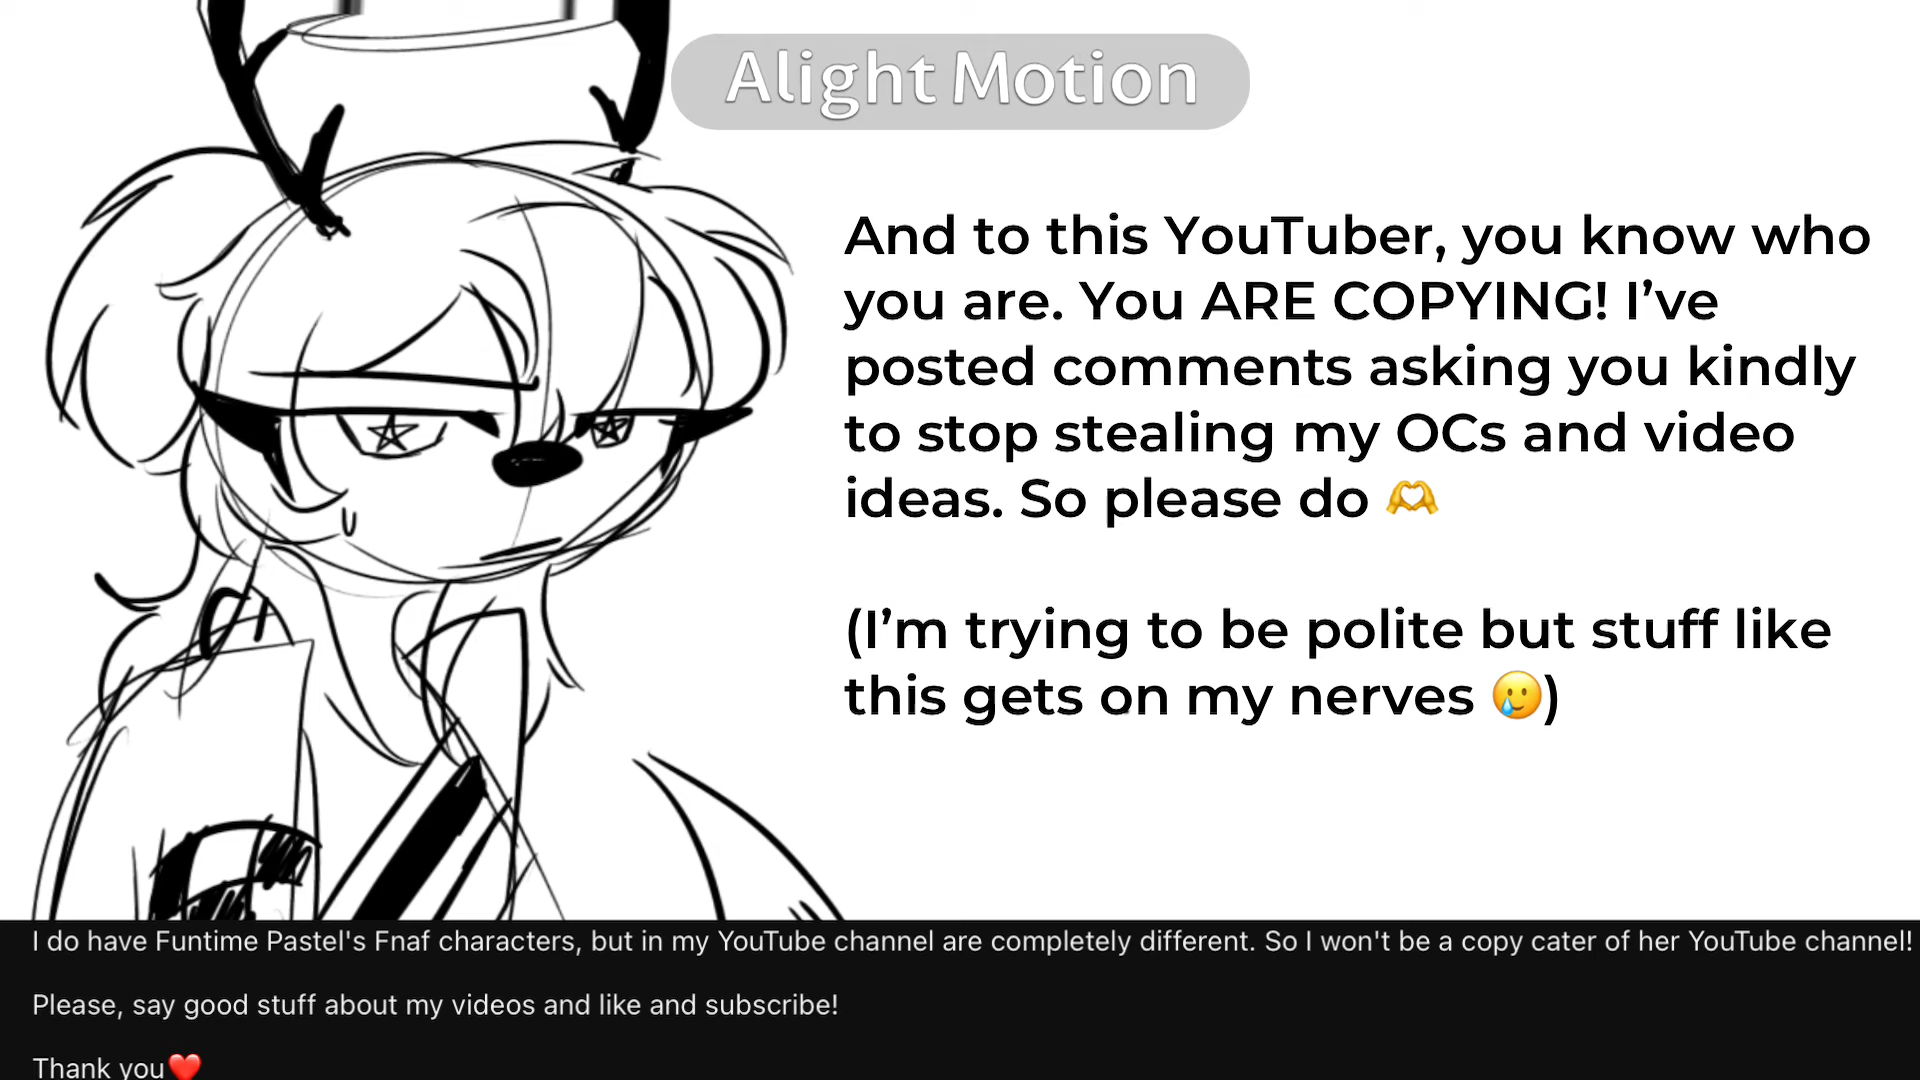 Alight Motion
And to this YouTuber, you know who
you are. You ARE COPYING! I’ve
posted comments asking you kindly
to stop stealing my OCs and video
ideas. So please do 🫶
(I’m trying to be polite but stuff like
this gets on my nerves 🥲)
I do have Funtime Pastel's Fnaf characters, but in my YouTube channel are completely different. So I won't be a copy cater of her YouTube channel!
Please, say good stuff about my videos and like and subscribe!
Thank you❤️